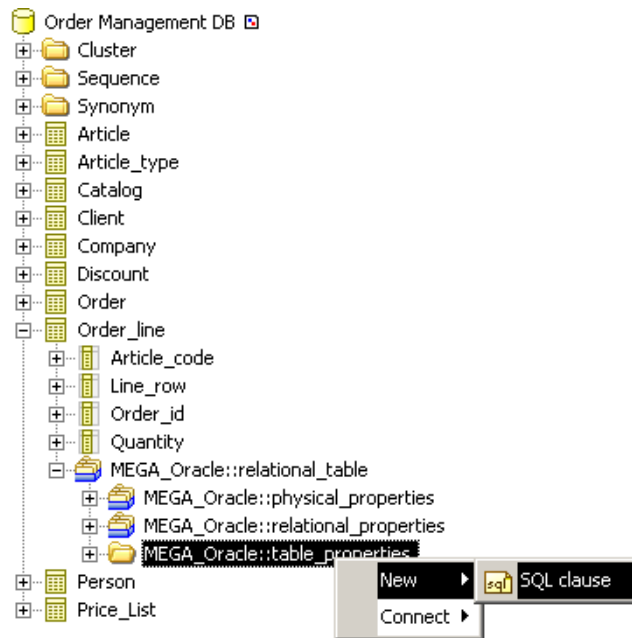 Order Management DB
Cluster
Sequence
Synonym
Article
Article_type
Catalog
Client
Company
Discount
Order
Order_line
Article_code
Line_row
Order_id
Quantity
MEGA_Oracle::relational_table
MEGA_Oracle::physical_properties
MEGA_Oracle::relational_properties
MEGA_Oracle::table_properties
Person
New
sql
SQL clause
Price_List
Connect